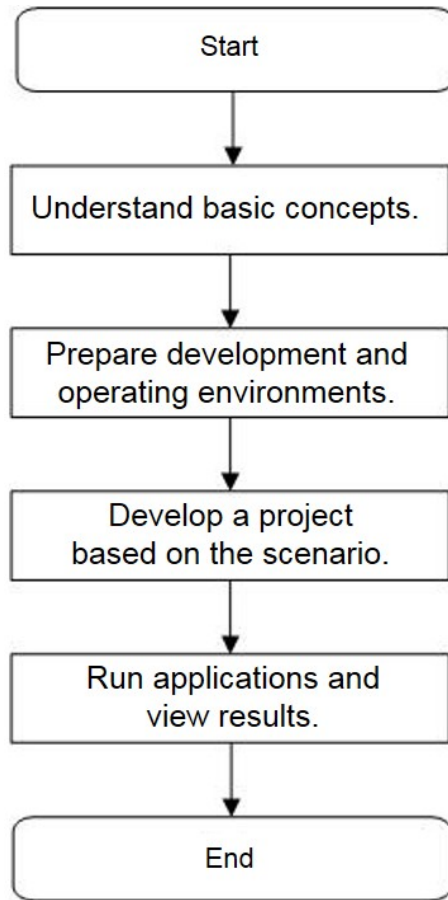 Start
Understand basic concepts.
Prepare development and
operating environments.
Develop a project
based on the scenario.
Run applications and
view results.
End